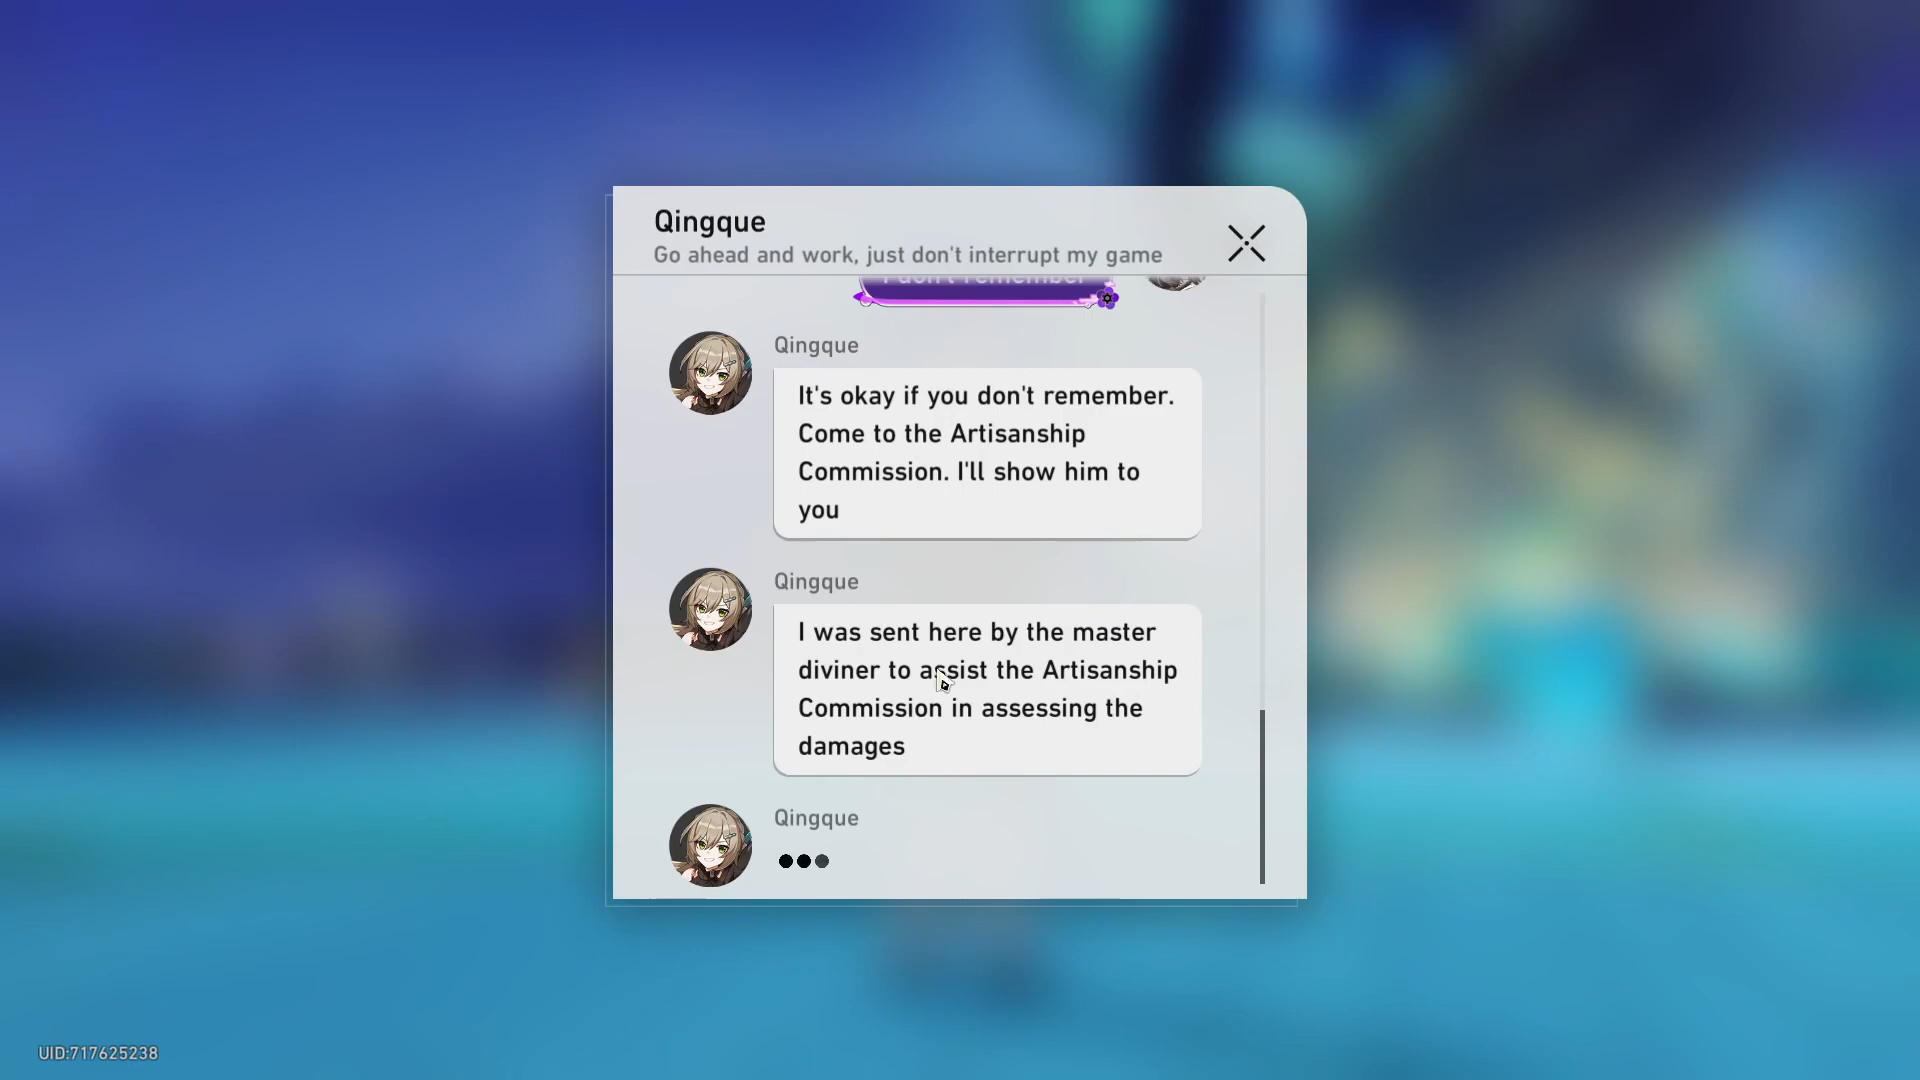 Qingque
Go ahead and work, just don't interrupt my game
I don't remember
Qingque
It's okay if you don't remember.
Come to the Artisanship
Commission. I'll show him to
you
Qingque
I was sent here by the master
diviner to assist the Artisanship
Commission in assessing the
damages
Qingque
UID:717625238